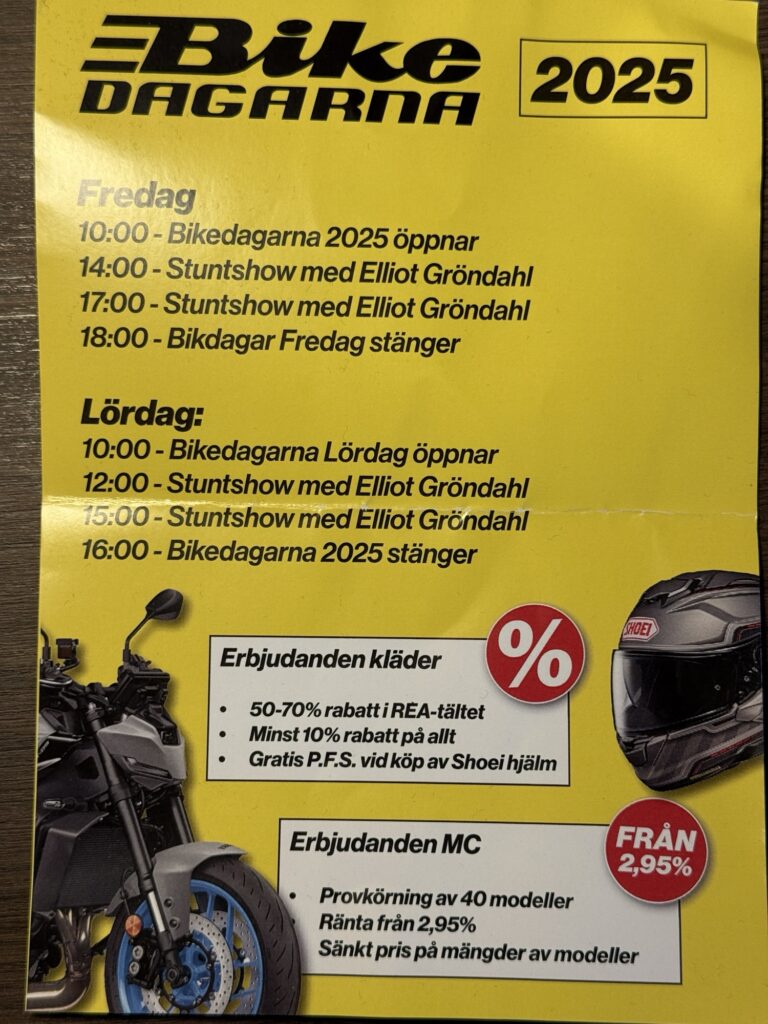 Bike
DAGARNA
2025
Fredag
10:00 - Bikedagarna 2025 öppnar
14:00 - Stuntshow med Elliot Gröndahl
17:00 - Stuntshow med Elliot Gröndahl
18:00 - Bikdagar Fredag stänger
Lördag:
10:00 - Bikedagarna Lördag öppnar
12:00 - Stuntshow med Elliot Gröndahl
15:00 - Stuntshow med Elliot Gröndahl
16:00 - Bikedagarna 2025 stänger
SHOEI
%
Erbjudanden kläder
• 50-70% rabatt i REA-tältet
• Minst 10% rabatt på allt
• Gratis P.F.S. vid köp av Shoei hjälm
FRÅN
2,95%
Erbjudanden MC
• Provkörning av 40 modeller
Ränta från 2,95%
Sänkt pris på mängder av modeller